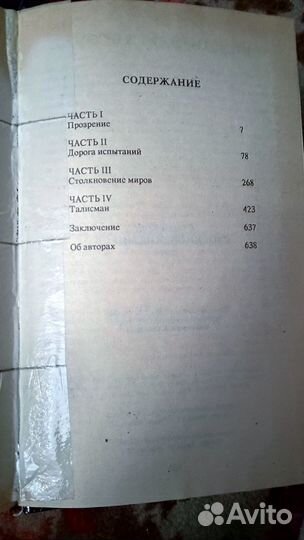 СОДЕРЖАНИЕ
ЧАСТЬ I
Прозрение 7
ЧАСТЬ II
Дорога испытаний 78
ЧАСТЬ III
Столкновение миров 268
ЧАСТЬ IV
Талисман 423
Заключение 637
Об авторах 638
Avito